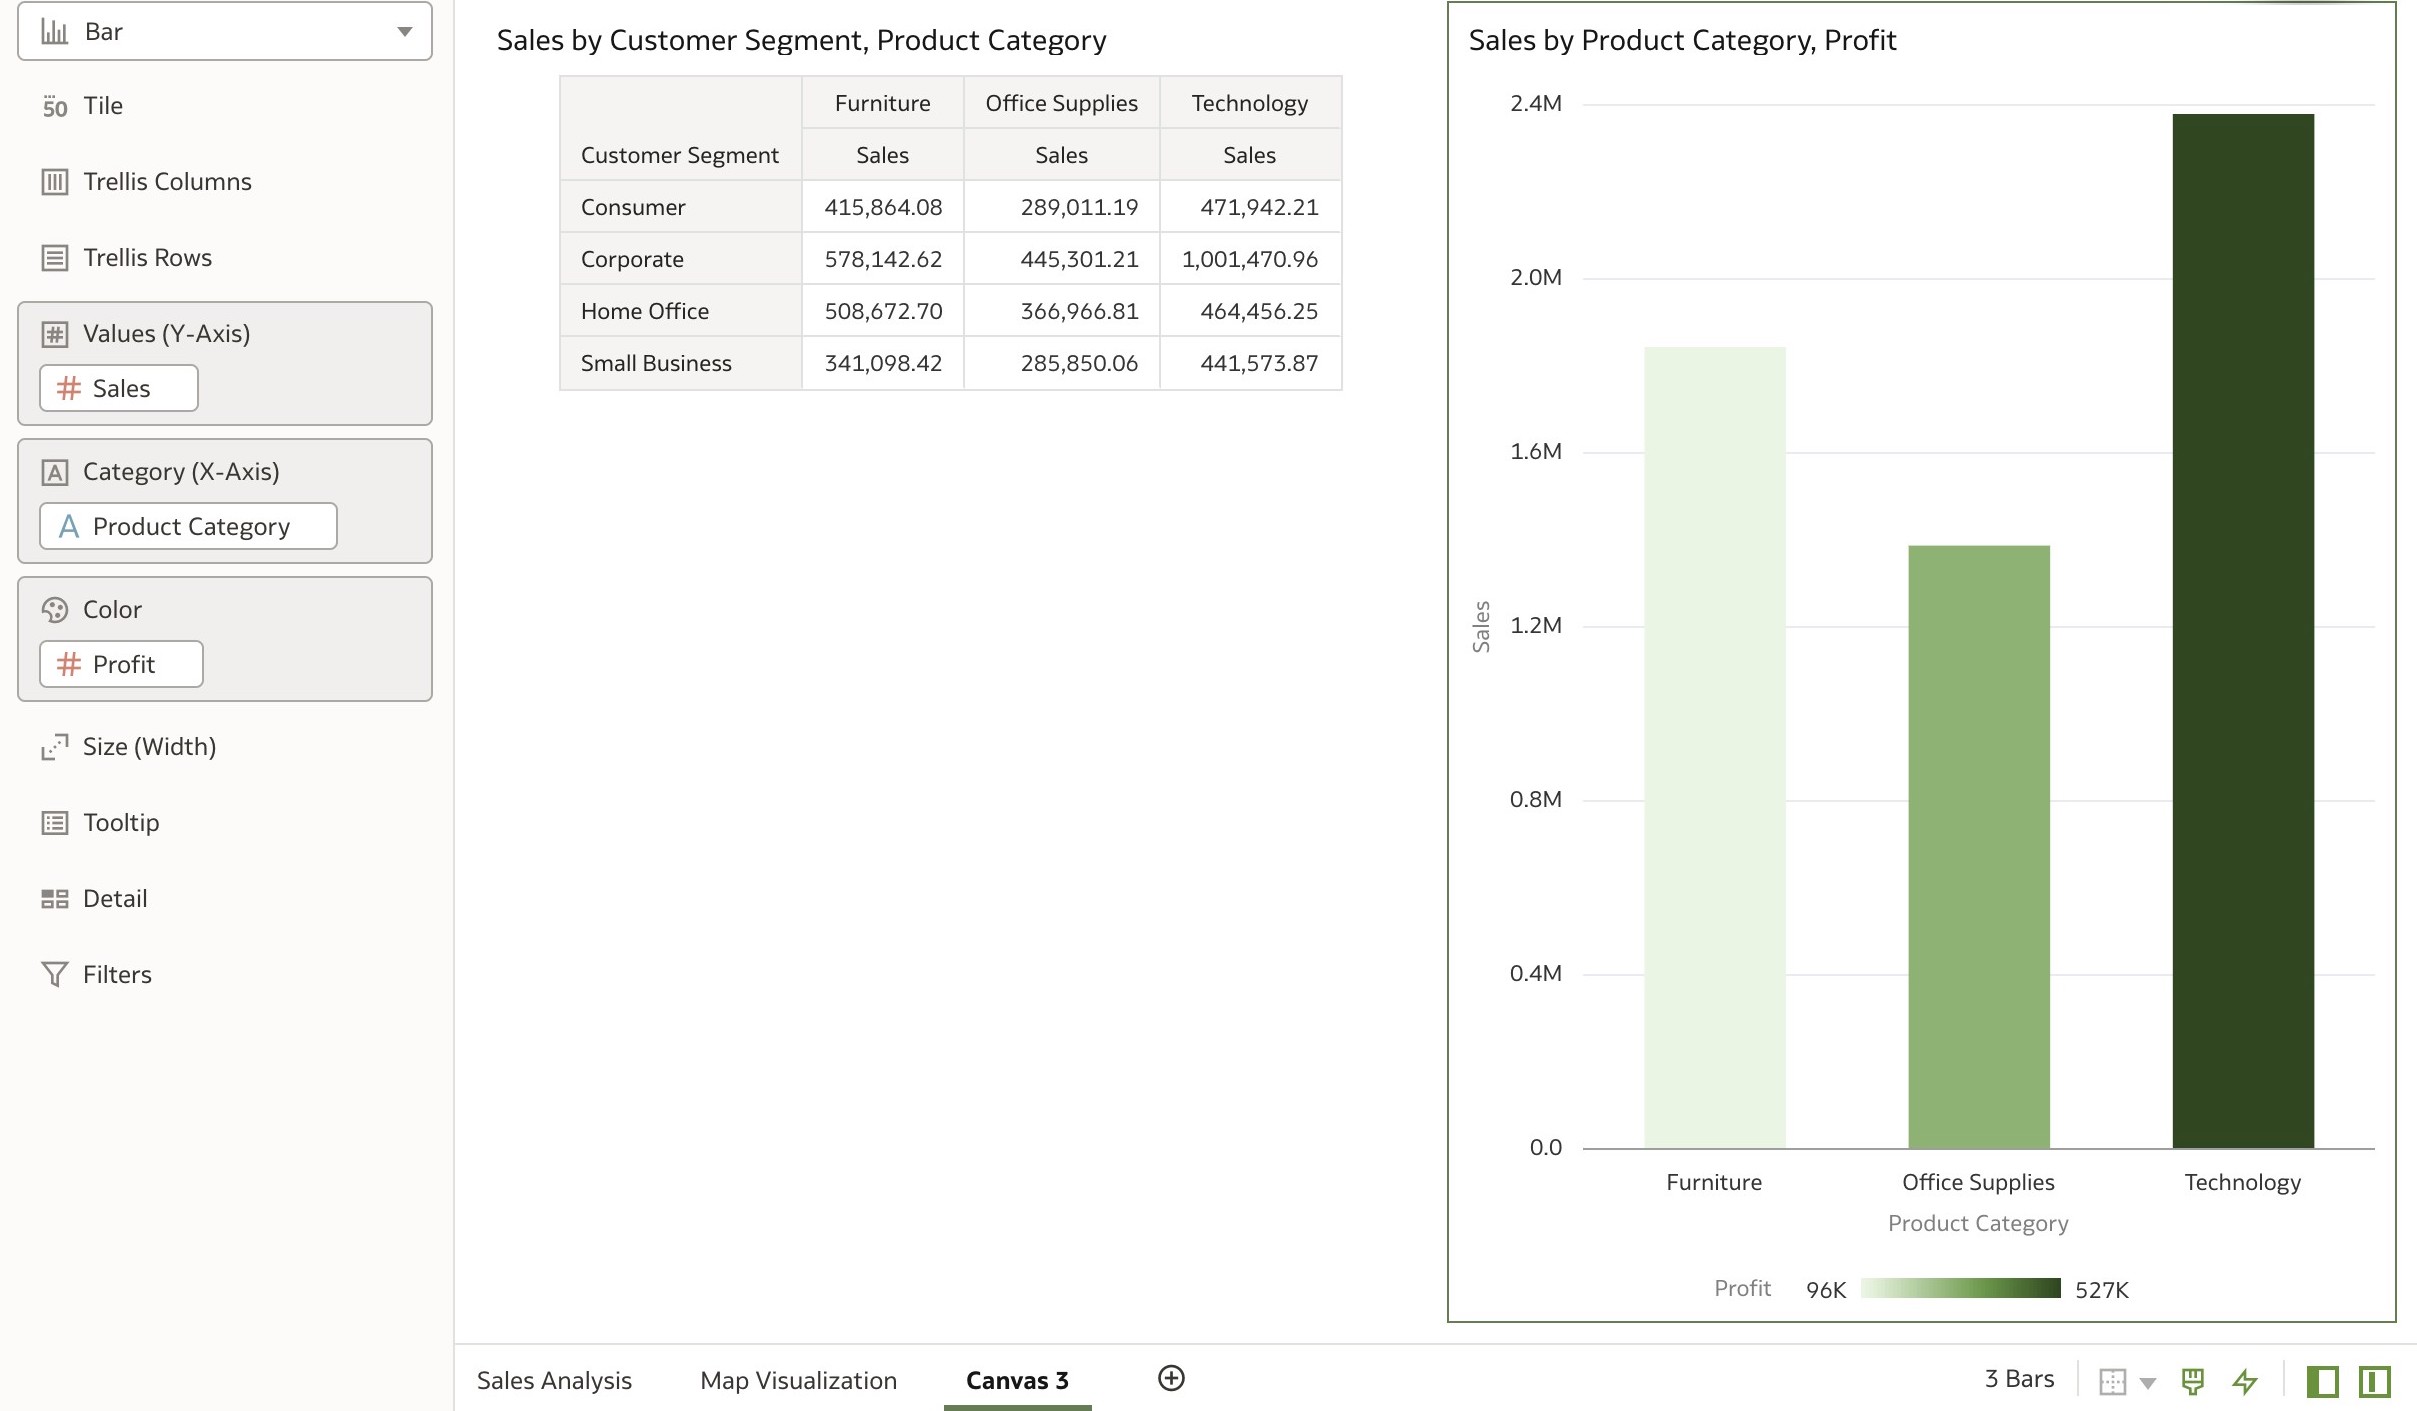 Bar
50 Tile
Trellis Columns
Trellis Rows
# Values (Y-Axis)
# Sales
A Category (X-Axis)
A Product Category
Color
# Profit
Size (Width)
Tooltip
Detail
Filters
Sales by Customer Segment, Product Category
Furniture Office Supplies Technology
Customer Segment Sales Sales Sales
Consumer 415,864.08 289,011.19 471,942.21
Corporate 578,142.62 445,301.21 1,001,470.96
Home Office 508,672.70 366,966.81 464,456.25
Small Business 341,098.42 285,850.06 441,573.87
Sales by Product Category, Profit
2.4M
2.0M
1.6M
1.2M
0.8M
0.4M
0.0
Sales
Furniture Office Supplies Technology
Product Category
Profit 96K 527K
Sales Analysis Map Visualization Canvas 3 3 Bars